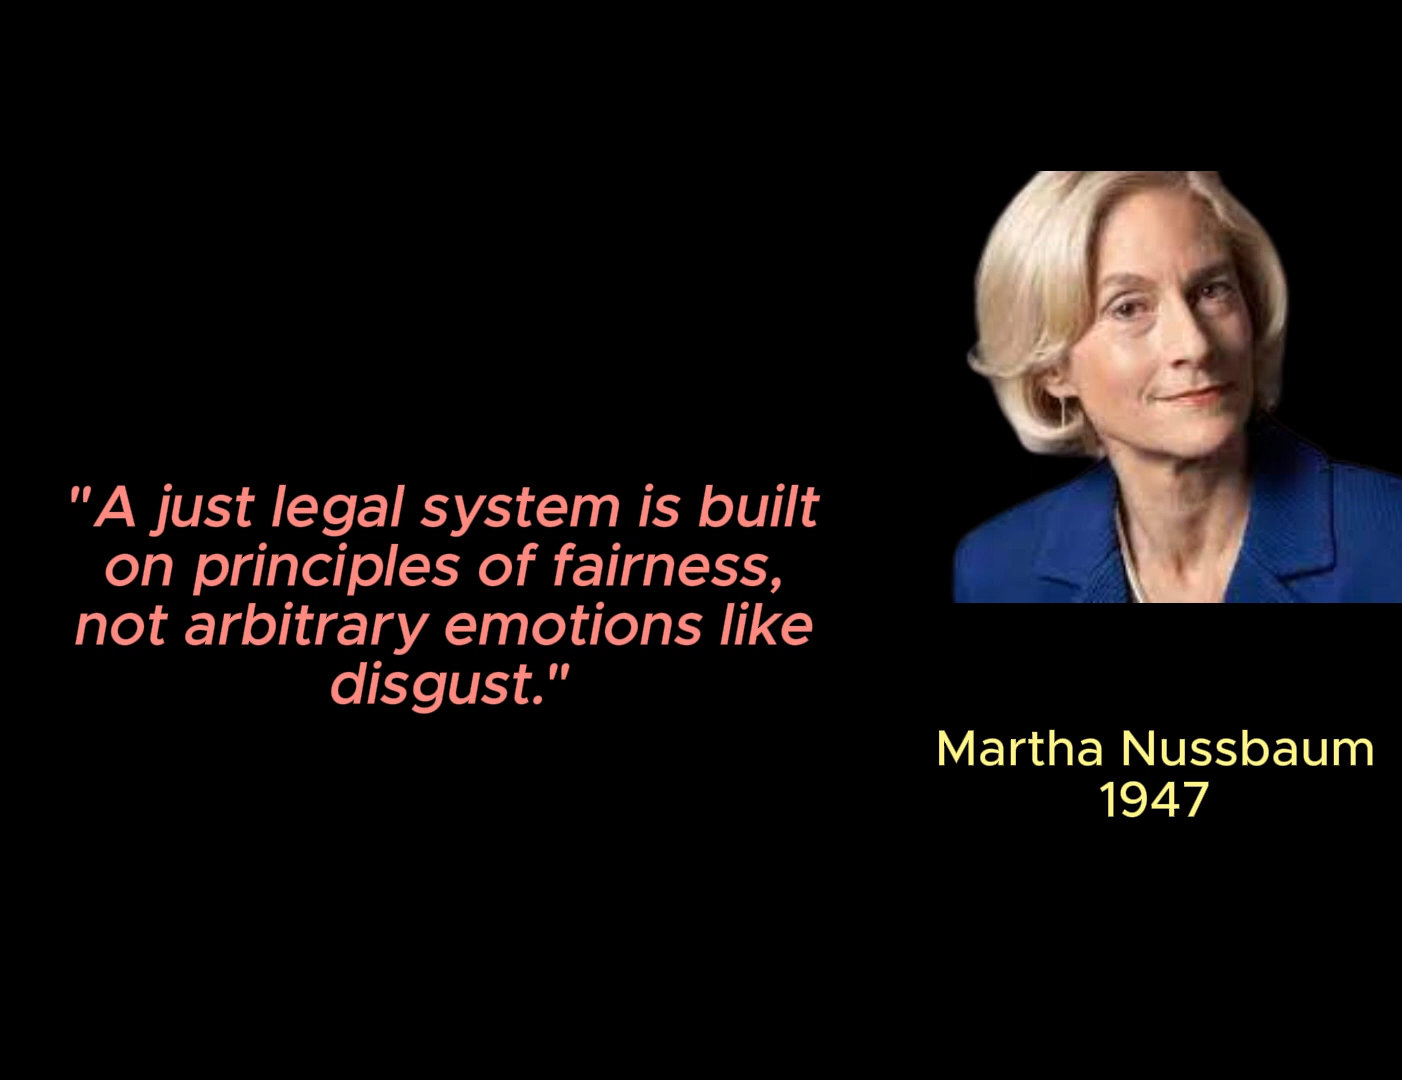 "A just legal system is built
on principles of fairness,
not arbitrary emotions like
disgust."
Martha Nussbaum
1947